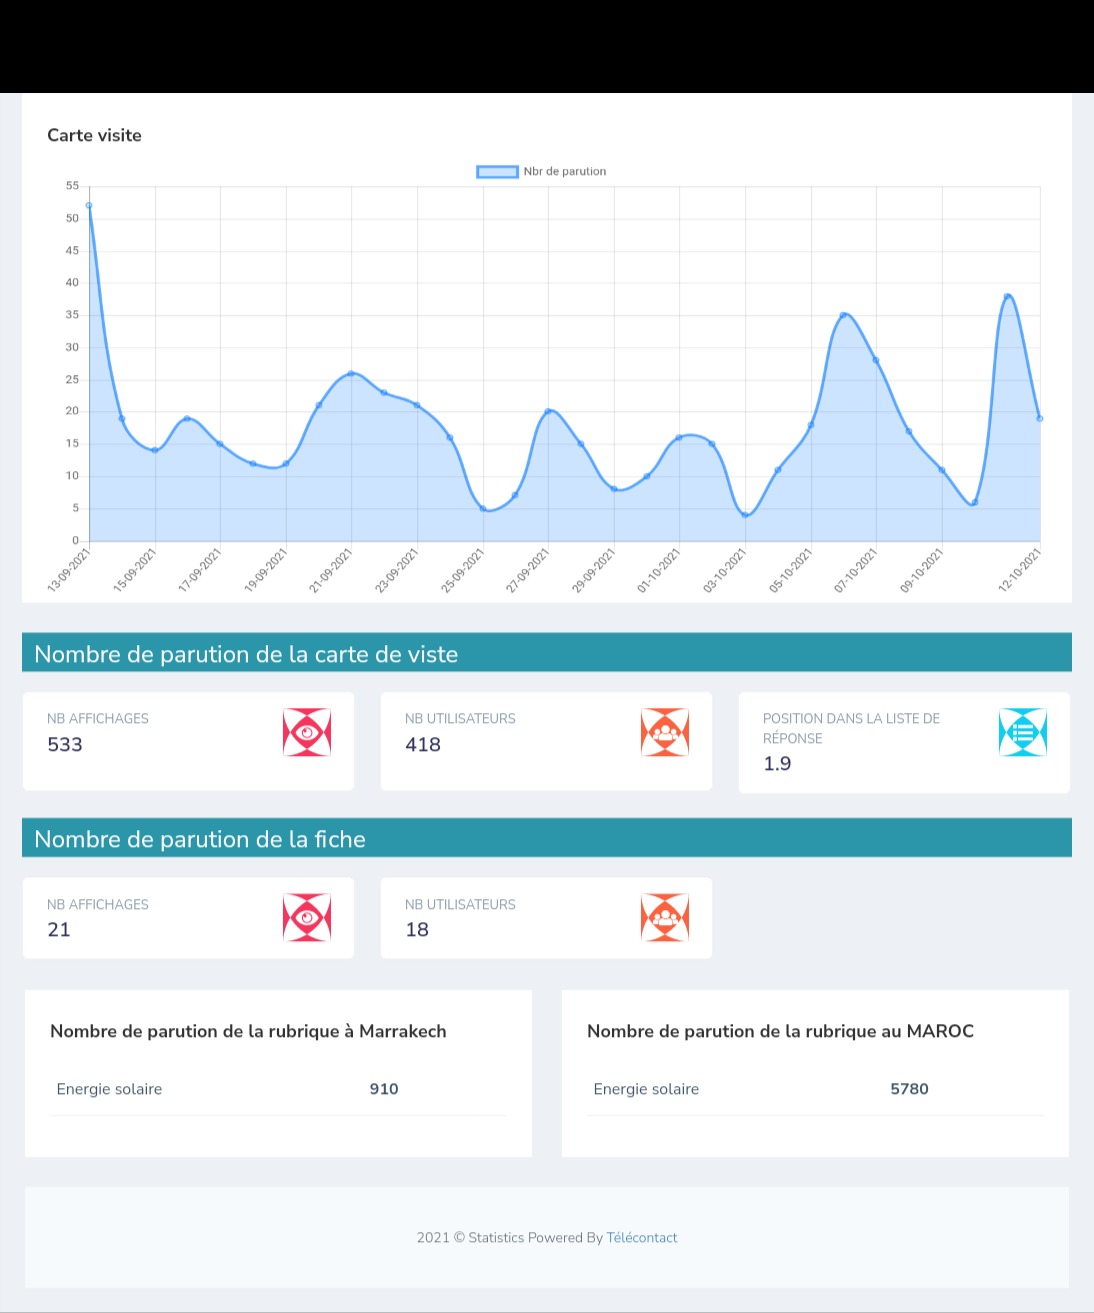 Carte visite
Nbr de parution
55
50
45
40
35
30
25
20
15
10
5
0
13-09-2021
15-09-2021
17-09-2021
19-09-2021
21-09-2021
23-09-2021
25-09-2021
27-09-2021
29-09-2021
01-10-2021
03-10-2021
05-10-2021
07-10-2021
09-10-2021
12-10-2021
Nombre de parution de la carte de viste
NB AFFICHAGES
533
NB UTILISATEURS
418
POSITION DANS LA LISTE DE
RÉPONSE
1.9
Nombre de parution de la fiche
NB AFFICHAGES
21
NB UTILISATEURS
18
Nombre de parution de la rubrique à Marrakech
Energie solaire 910
Nombre de parution de la rubrique au MAROC
Energie solaire 5780
2021 © Statistics Powered By Télécontact